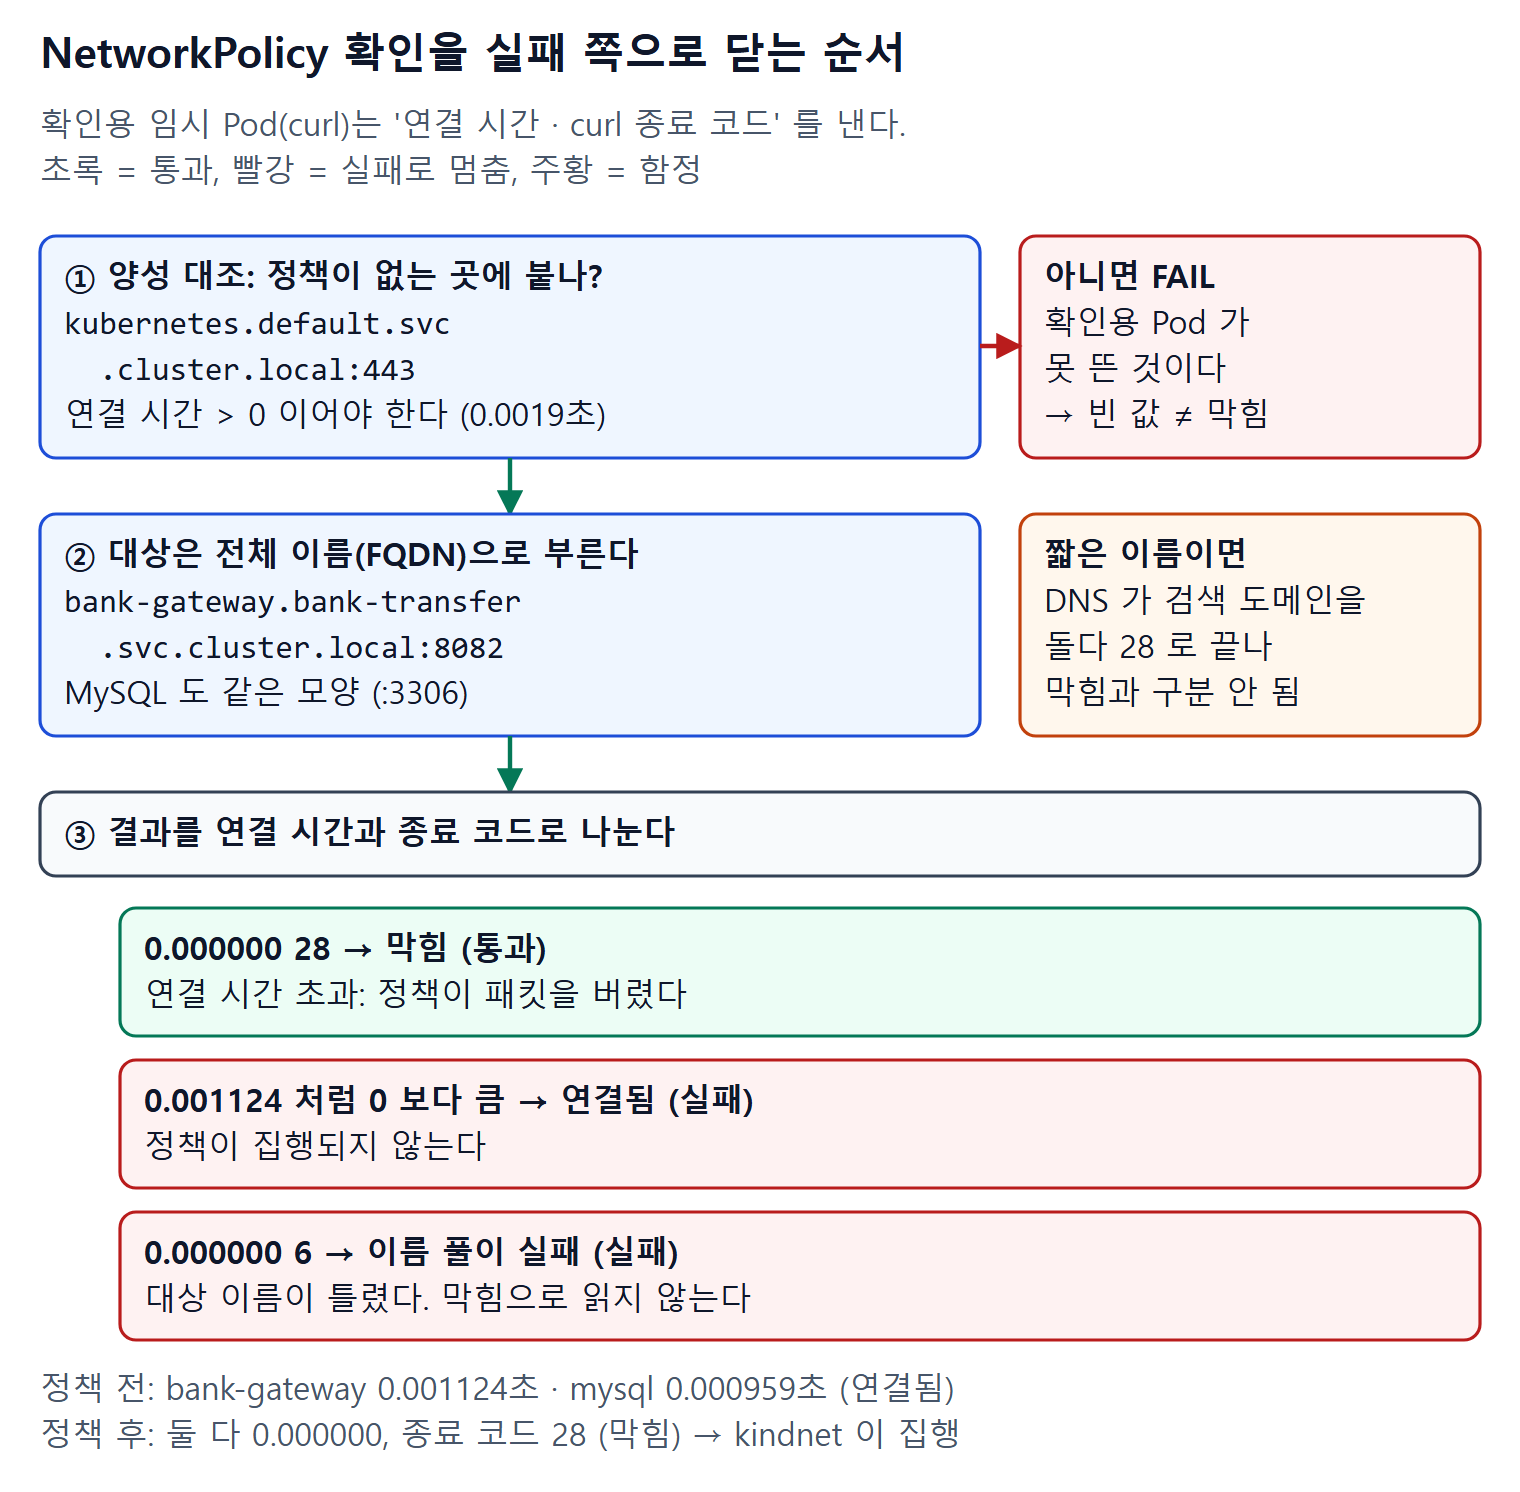 NetworkPolicy 확인을 실패 쪽으로 닫는 순서
확인용 임시 Pod(curl)는 '연결 시간 · curl 종료 코드' 를 낸다.
초록 = 통과, 빨강 = 실패로 멈춤, 주황 = 함정
① 양성 대조: 정책이 없는 곳에 붙나?
kubernetes.default.svc
.cluster.local:443
연결 시간 > 0 이어야 한다 (0.0019초)
아니면 FAIL
확인용 Pod 가
못 뜬 것이다
→ 빈 값 ≠ 막힘
② 대상은 전체 이름(FQDN)으로 부른다
bank-gateway.bank-transfer
.svc.cluster.local:8082
MySQL 도 같은 모양 (:3306)
짧은 이름이면
DNS 가 검색 도메인을
돌다 28 로 끝나
막힘과 구분 안 됨
③ 결과를 연결 시간과 종료 코드로 나눈다
0.000000 28 → 막힘 (통과)
연결 시간 초과: 정책이 패킷을 버렸다
0.001124 처럼 0 보다 큼 → 연결됨 (실패)
정책이 집행되지 않는다
0.000000 6 → 이름 풀이 실패 (실패)
대상 이름이 틀렸다. 막힘으로 읽지 않는다
정책 전: bank-gateway 0.001124초 · mysql 0.000959초 (연결됨)
정책 후: 둘 다 0.000000, 종료 코드 28 (막힘) → kindnet 이 집행